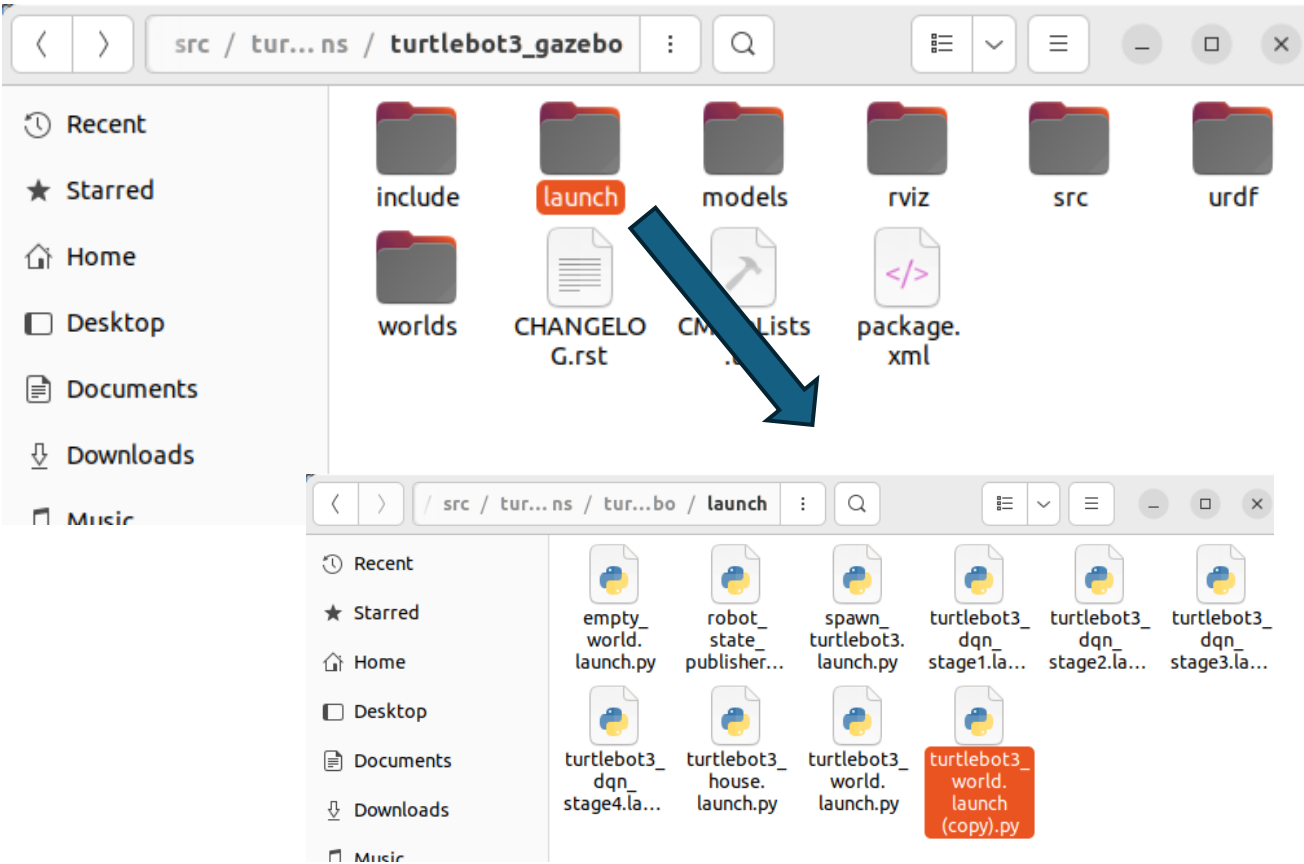 src / tur... ns / turtlebot3_gazebo
Recent
Starred
Home
Desktop
Documents
Downloads
Music
include
launch
models
rviz
src
urdf
worlds
CHANGELO
G.rst
CM
Lists
package.
xml
/ src / tur... ns / tur...bo / launch
Recent
Starred
Home
Desktop
Documents
Downloads
Music
empty_
world.
launch.py
robot_
state_
publisher...
spawn_
turtlebot3.
launch.py
turtlebot3_
dqn_
stage1.la...
turtlebot3_
dqn_
stage2.la...
turtlebot3_
dqn_
stage3.la...
turtlebot3_
dqn_
stage4.la...
turtlebot3_
house.
launch.py
turtlebot3_
world.
launch.py
turtlebot3_
world.
launch
(copy).py